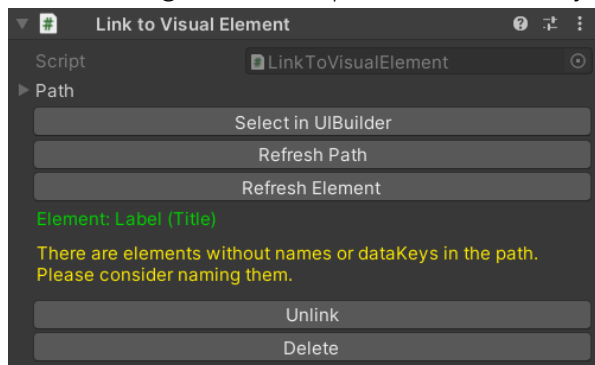 # Link to Visual Element
Script LinkToVisualElement
Path
Select in UIBuilder
Refresh Path
Refresh Element
Element: Label (Title)
There are elements without names or dataKeys in the path.
Please consider naming them.
Unlink
Delete